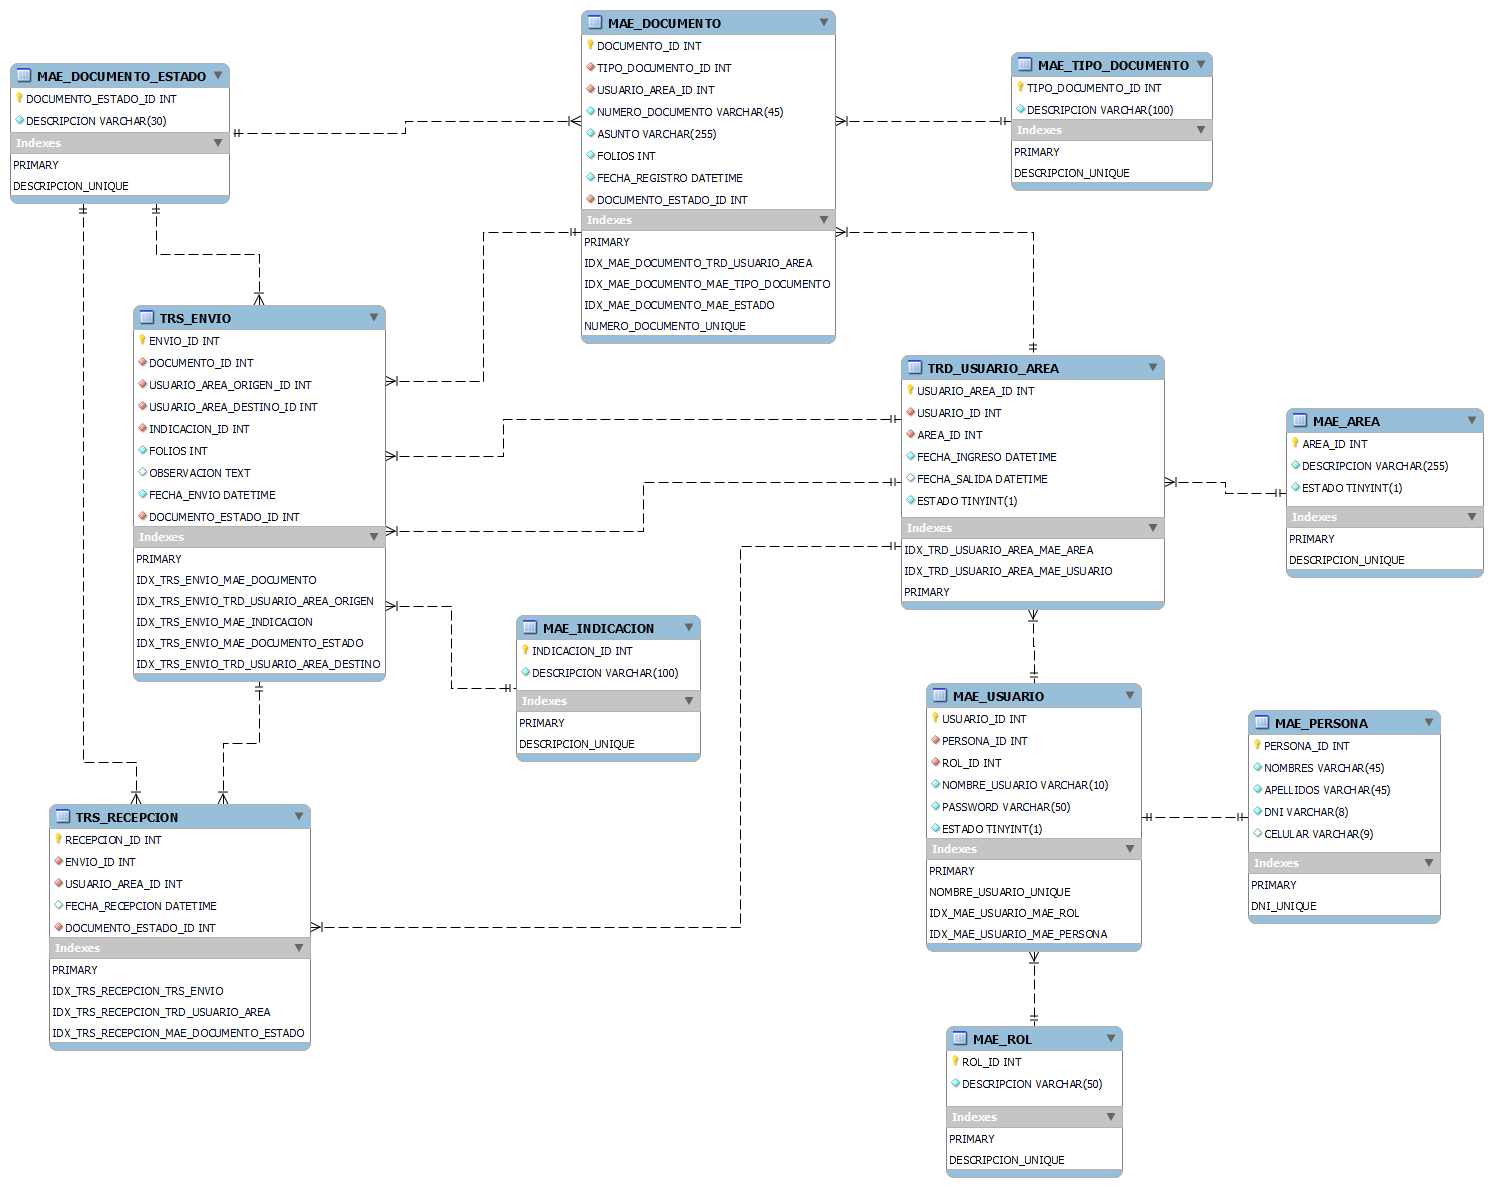 MAE_DOCUMENTO
DOCUMENTO_ID INT
TIPO_DOCUMENTO_ID INT
USUARIO_AREA_ID INT
NUMERO_DOCUMENTO VARCHAR(45)
ASUNTO VARCHAR(255)
FOLIOS INT
FECHA_REGISTRO DATETIME
DOCUMENTO_ESTADO_ID INT
Indexes
PRIMARY
IDX_MAE_DOCUMENTO_TRD_USUARIO_AREA
IDX_MAE_DOCUMENTO_MAE_TIPO_DOCUMENTO
IDX_MAE_DOCUMENTO_MAE_ESTADO
NUMERO_DOCUMENTO_UNIQUE
MAE_DOCUMENTO_ESTADO
DOCUMENTO_ESTADO_ID INT
DESCRIPCION VARCHAR(30)
Indexes
PRIMARY
DESCRIPCION_UNIQUE
MAE_TIPO_DOCUMENTO
TIPO_DOCUMENTO_ID INT
DESCRIPCION VARCHAR(100)
Indexes
PRIMARY
DESCRIPCION_UNIQUE
TRS_ENVIO
ENVIO_ID INT
DOCUMENTO_ID INT
USUARIO_AREA_ORIGEN_ID INT
USUARIO_AREA_DESTINO_ID INT
INDICACION_ID INT
FOLIOS INT
OBSERVACION TEXT
FECHA_ENVIO DATETIME
DOCUMENTO_ESTADO_ID INT
Indexes
PRIMARY
IDX_TRS_ENVIO_MAE_DOCUMENTO
IDX_TRS_ENVIO_TRD_USUARIO_AREA_ORIGEN
IDX_TRS_ENVIO_MAE_INDICACION
IDX_TRS_ENVIO_MAE_DOCUMENTO_ESTADO
IDX_TRS_ENVIO_TRD_USUARIO_AREA_DESTINO
TRD_USUARIO_AREA
USUARIO_AREA_ID INT
USUARIO_ID INT
AREA_ID INT
FECHA_INGRESO DATETIME
FECHA_SALIDA DATETIME
ESTADO TINYINT(1)
Indexes
IDX_TRD_USUARIO_AREA_MAE_AREA
IDX_TRD_USUARIO_AREA_MAE_USUARIO
PRIMARY
MAE_AREA
AREA_ID INT
DESCRIPCION VARCHAR(255)
ESTADO TINYINT(1)
Indexes
PRIMARY
DESCRIPCION_UNIQUE
MAE_INDICACION
INDICACION_ID INT
DESCRIPCION VARCHAR(100)
Indexes
PRIMARY
DESCRIPCION_UNIQUE
MAE_USUARIO
USUARIO_ID INT
PERSONA_ID INT
ROL_ID INT
NOMBRE_USUARIO VARCHAR(10)
PASSWORD VARCHAR(50)
ESTADO TINYINT(1)
Indexes
PRIMARY
NOMBRE_USUARIO_UNIQUE
IDX_MAE_USUARIO_MAE_ROL
IDX_MAE_USUARIO_MAE_PERSONA
MAE_PERSONA
PERSONA_ID INT
NOMBRES VARCHAR(45)
APELLIDOS VARCHAR(45)
DNI VARCHAR(8)
CELULAR VARCHAR(9)
Indexes
PRIMARY
DNI_UNIQUE
TRS_RECEPCION
RECEPCION_ID INT
ENVIO_ID INT
USUARIO_AREA_ID INT
FECHA_RECEPCION DATETIME
DOCUMENTO_ESTADO_ID INT
Indexes
PRIMARY
IDX_TRS_RECEPCION_TRS_ENVIO
IDX_TRS_RECEPCION_TRD_USUARIO_AREA
IDX_TRS_RECEPCION_MAE_DOCUMENTO_ESTADO
MAE_ROL
ROL_ID INT
DESCRIPCION VARCHAR(50)
Indexes
PRIMARY
DESCRIPCION_UNIQUE